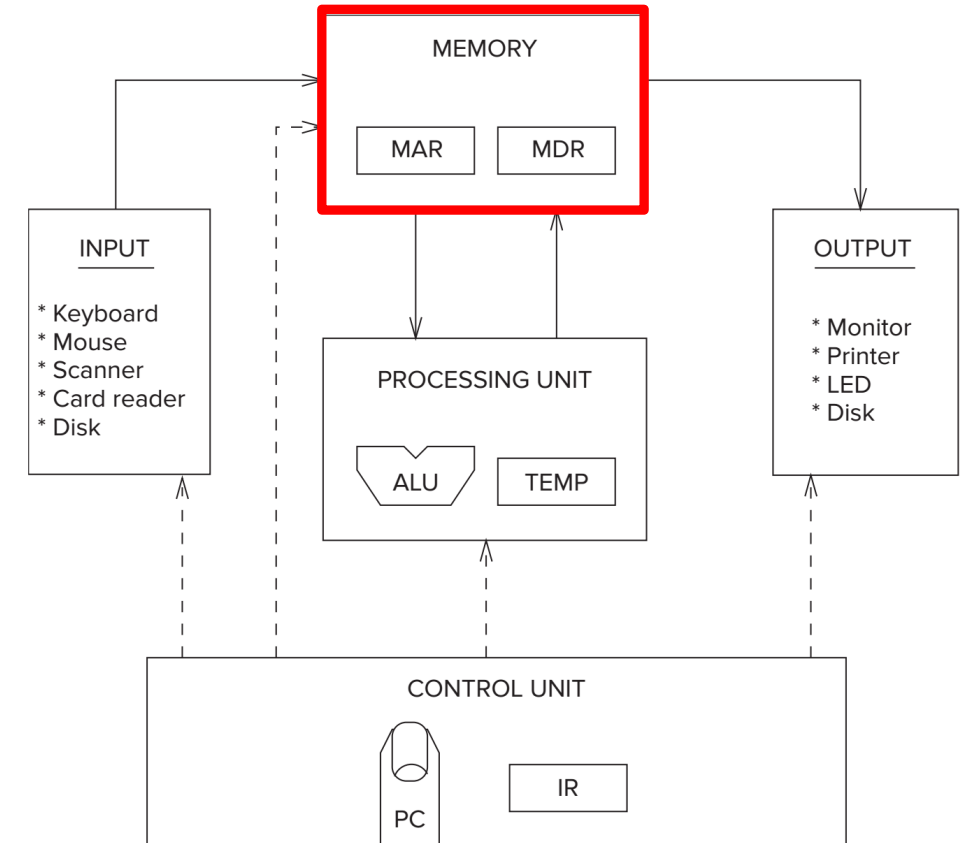 MEMORY
MAR
MDR
INPUT
* Keyboard
* Mouse
* Scanner
* Card reader
* Disk
PROCESSING UNIT
ALU
TEMP
OUTPUT
* Monitor
* Printer
* LED
* Disk
CONTROL UNIT
PC
IR